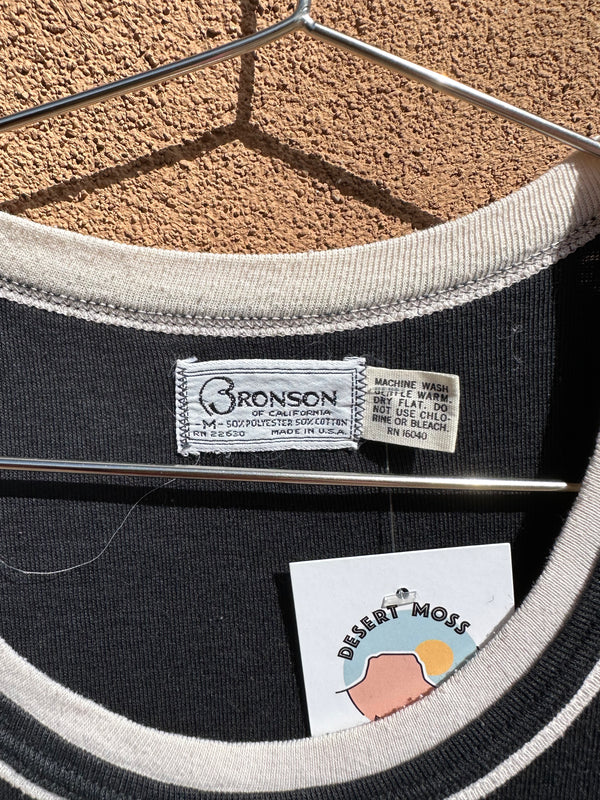 BRONSON
OF CALIFORNIA
-M- 50% POLYESTER 50% COTTON
RN 22630 MADE IN U.S.A.
MACHINE WASH
GENTLE WARM.
DRY FLAT. DO
NOT USE CHLO
RINE OR BLEACH.
RN 16040
DESERT MOSS